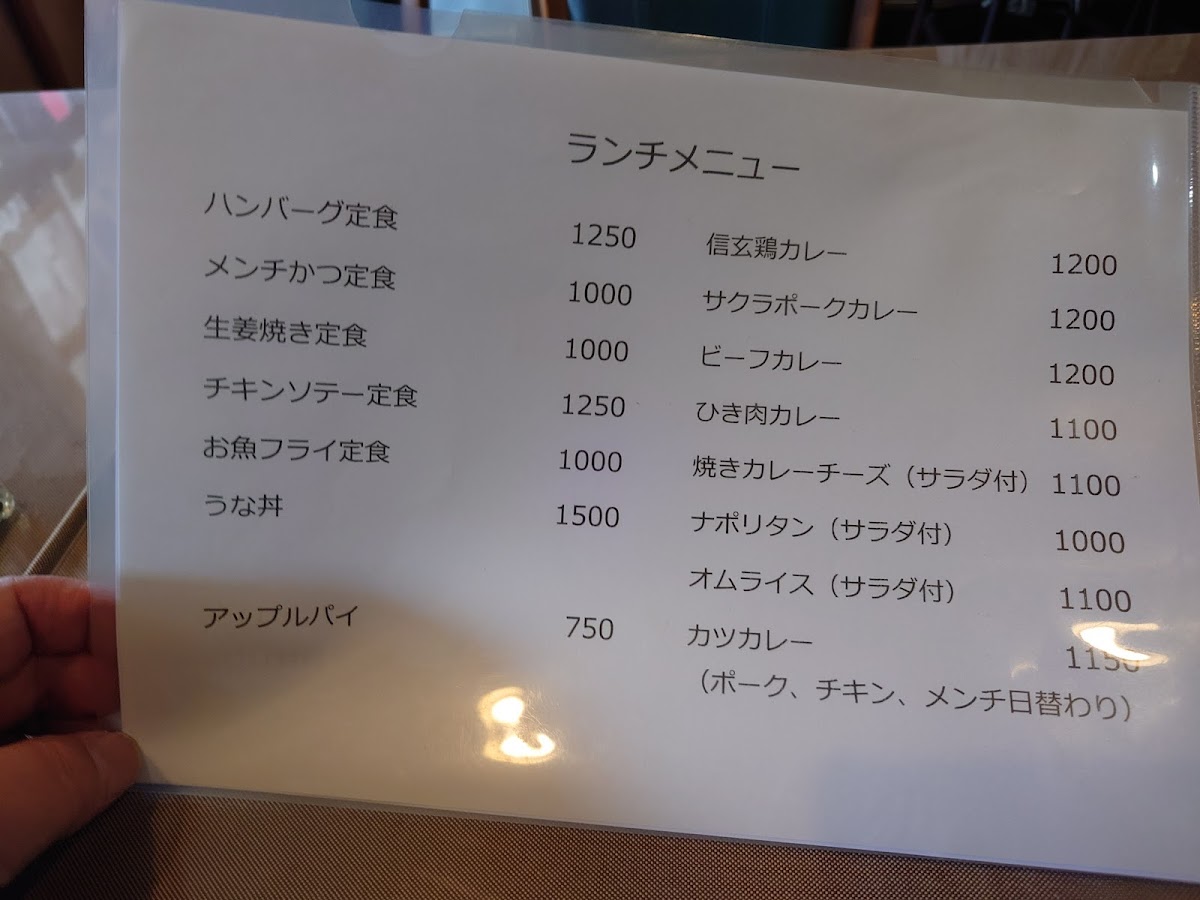 ランチメニュー
ハンバーグ定食 1250
メンチかつ定食 1000
生姜焼き定食 1000
チキンソテー定食 1250
お魚フライ定食 1000
うな丼 1500
アップルパイ 750
信玄鶏カレー 1200
サクラポークカレー 1200
ビーフカレー 1200
ひき肉カレー 1100
焼きカレーチーズ（サラダ付） 1100
ナポリタン（サラダ付） 1000
オムライス（サラダ付） 1100
カツカレー 1150
（ポーク、チキン、メンチ日替わり）